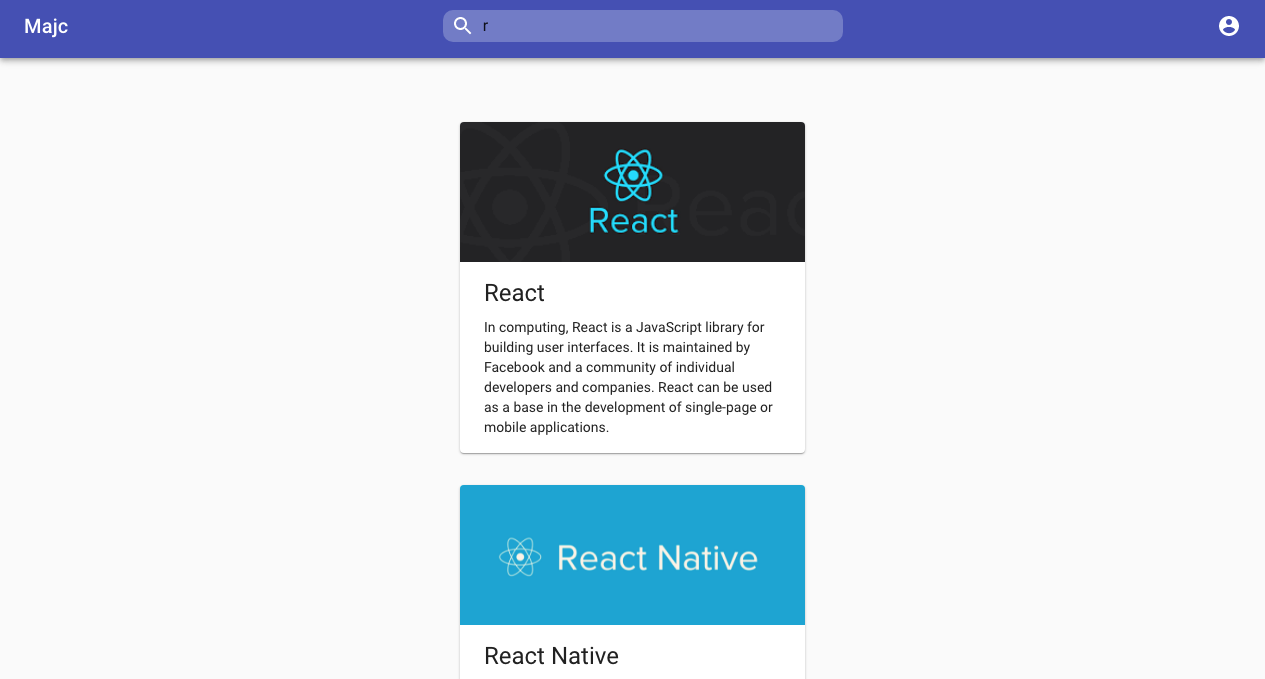 Majc
r
React
React
React
In computing, React is a JavaScript library for
building user interfaces. It is maintained by
Facebook and a community of individual
developers and companies. React can be used
as a base in the development of single-page or
mobile applications.
React Native
React Native